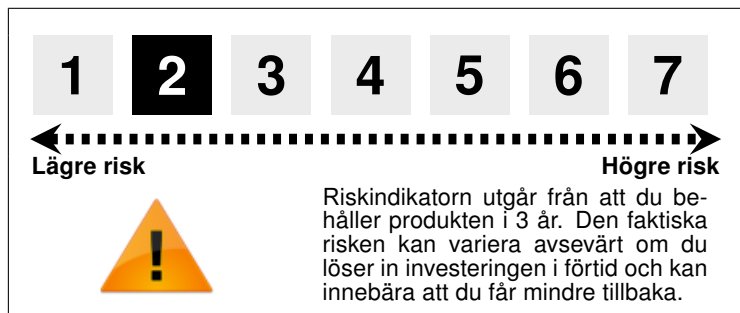 1 2 3 4 5 6 7
Lägre risk Högre risk
Riskindikatorn utgår från att du be-
håller produkten i 3 år. Den faktiska
risken kan variera avsevärt om du
löser in investeringen i förtid och kan
innebära att du får mindre tillbaka.